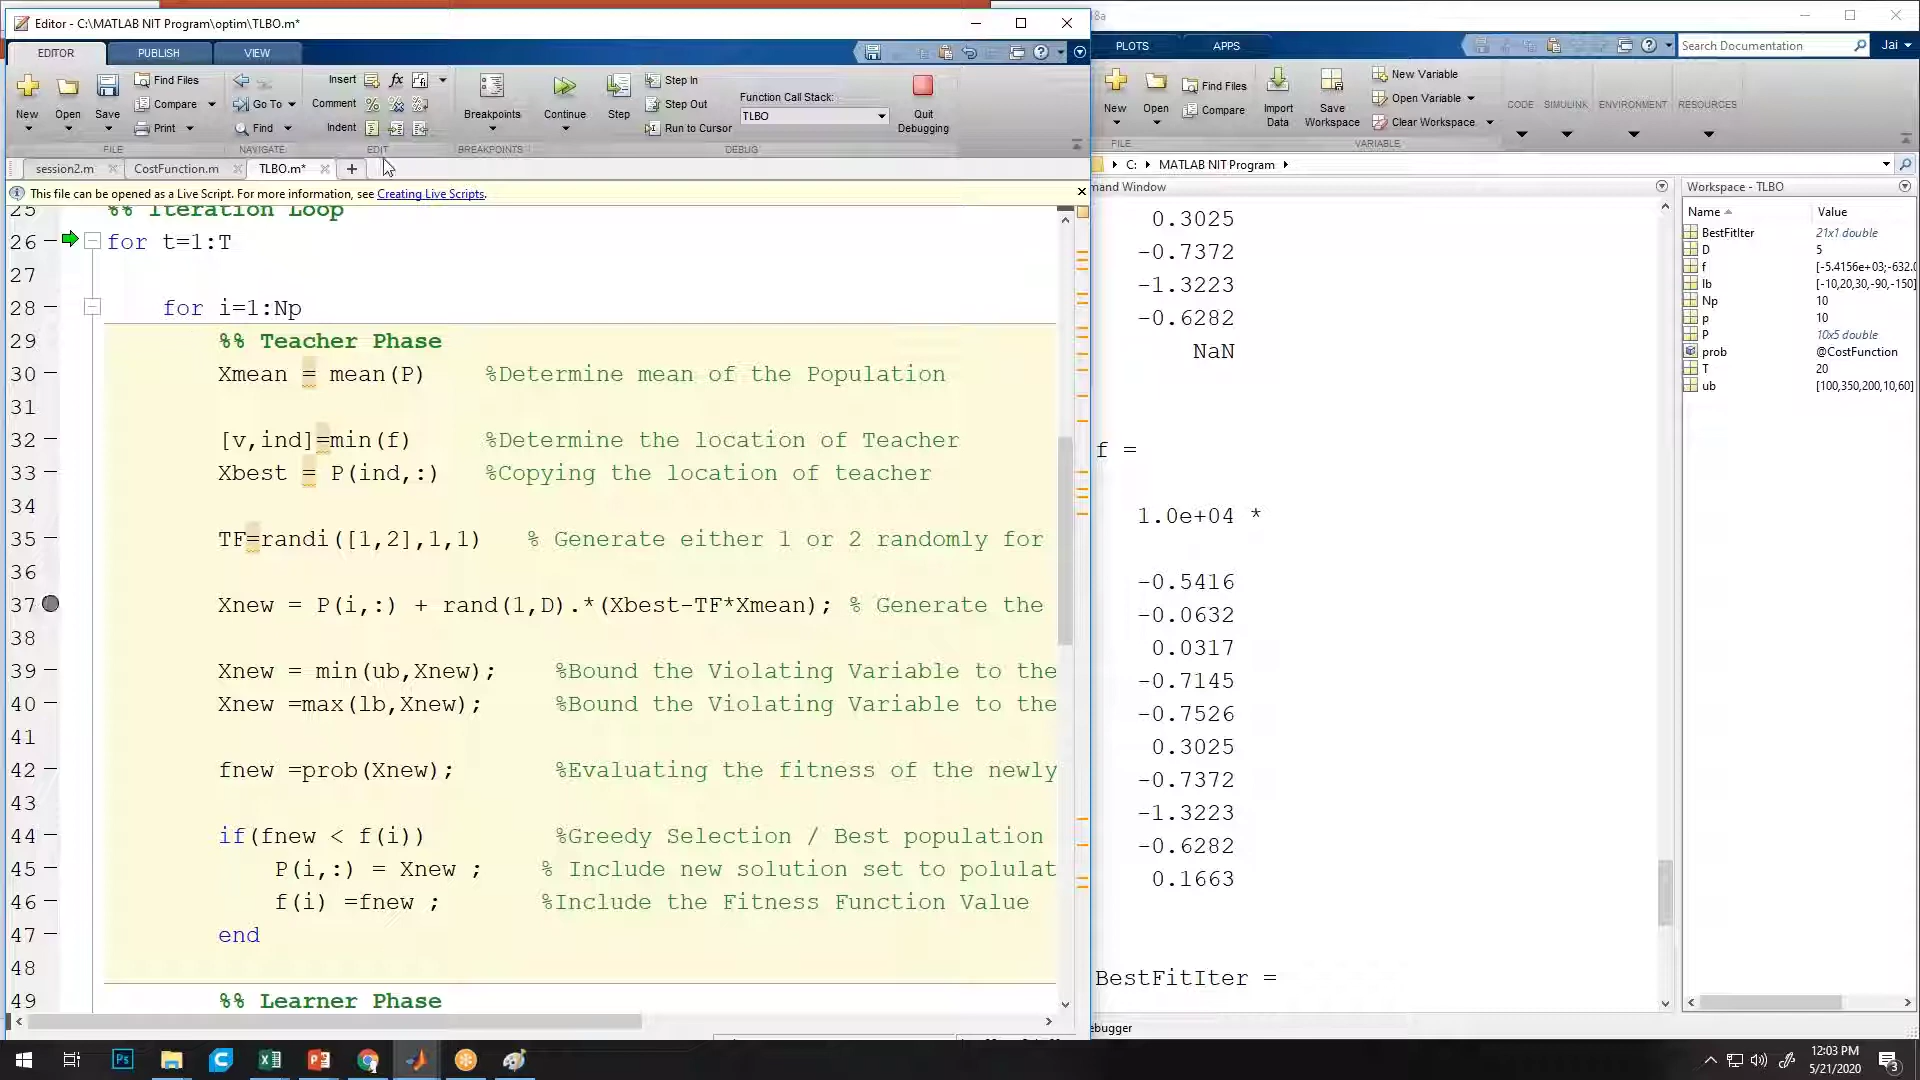 Editor - C:\MATLAB NIT Program\optim\TLBO.m*
EDITOR
PUBLISH
VIEW
New
Open
Save
Find Files
Compare
Print
FILE
Go To
Find
NAVIGATE
Insert
fx
Comment
Indent
EDIT
Breakpoints
BREAKPOINTS
Continue
Step
Step In
Step Out
Run to Cursor
Function Call Stack:
TLBO
DEBUG
Quit
Debugging
session2.m
CostFunction.m
TLBO.m*
This file can be opened as a Live Script. For more information, see Creating Live Scripts.
25 %% Iteration Loop
26 for t=1:T
27
28 for i=1:Np
29 %% Teacher Phase
30 Xmean = mean(P) %Determine mean of the Population
31
32 [v,ind]=min(f) %Determine the location of Teacher
33 Xbest = P(ind,:) %Copying the location of teacher
34
35 TF=randi([1,2],1,1) % Generate either 1 or 2 randomly for
36
37 Xnew = P(i,:) + rand(1,D).*(Xbest-TF*Xmean); % Generate the
38
39 Xnew = min(ub,Xnew); %Bound the Violating Variable to the
40 Xnew =max(lb,Xnew); %Bound the Violating Variable to the
41
42 fnew =prob(Xnew); %Evaluating the fitness of the newly
43
44 if(fnew < f(i)) %Greedy Selection / Best population
45 P(i,:) = Xnew ; % Include new solution set to polulat
46 f(i) =fnew ; %Include the Fitness Function Value
47 end
48
49 %% Learner Phase
8a
PLOTS
APPS
Search Documentation
Jai
New
Open
Find Files
Compare
FILE
Import
Data
Save
Workspace
New Variable
Open Variable
Clear Workspace
VARIABLE
CODE
SIMULINK
ENVIRONMENT
RESOURCES
C:
MATLAB NIT Program
mand Window
0.3025
-0.7372
-1.3223
-0.6282
NaN
f =
1.0e+04 *
-0.5416
-0.0632
0.0317
-0.7145
-0.7526
0.3025
-0.7372
-1.3223
-0.6282
0.1663
BestFitIter =
ebugger
Workspace - TLBO
Name Value
BestFitIter 21x1 double
D 5
f [-5.4156e+03;-632.0
lb [-10,20,30,-90,-150]
Np 10
p 10
P 10x5 double
prob @CostFunction
T 20
ub [100,350,200,10,60]
Ps
12:03 PM
5/21/2020
3